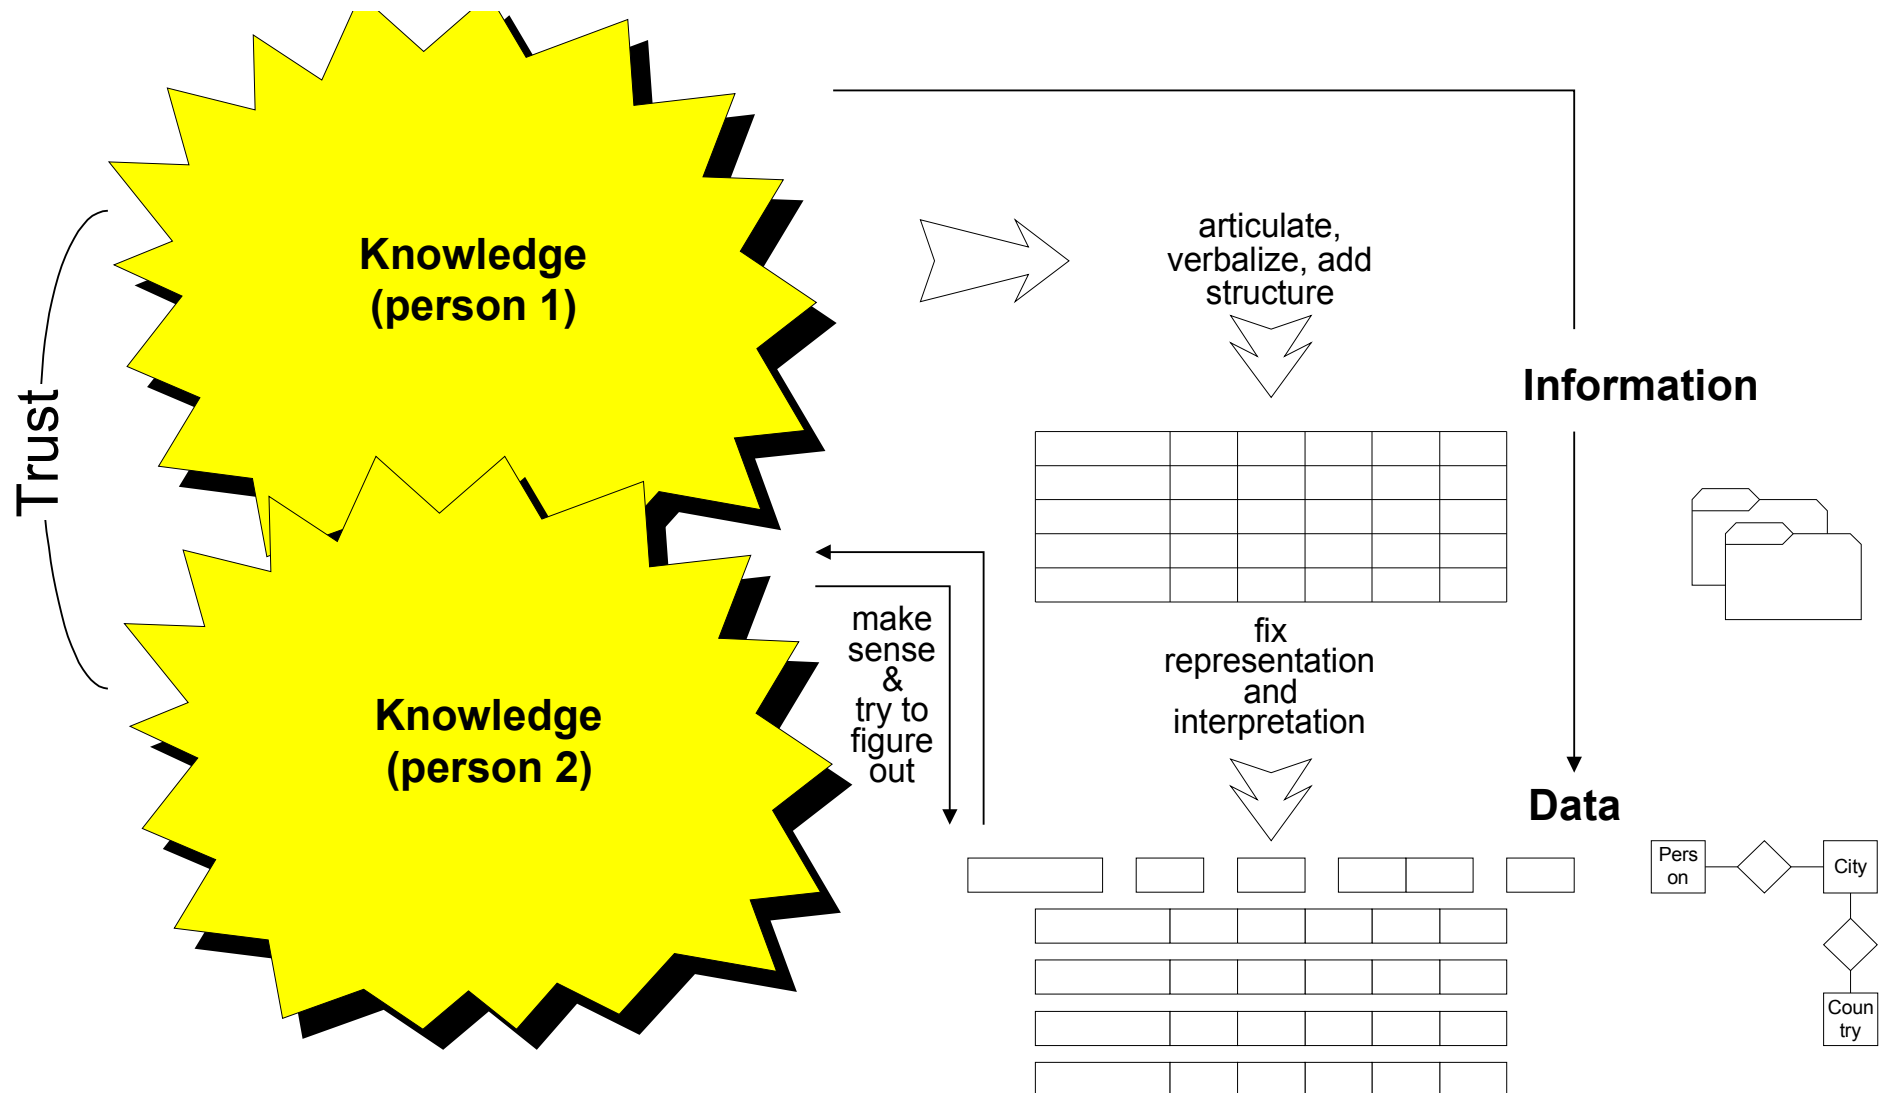 Knowledge
(person 1)
articulate,
verbalize, add
structure
Information
Trust
make
sense
&
try to
figure
out
fix
representation
and
interpretation
Knowledge
(person 2)
Data
Pers
on
City
Coun
try